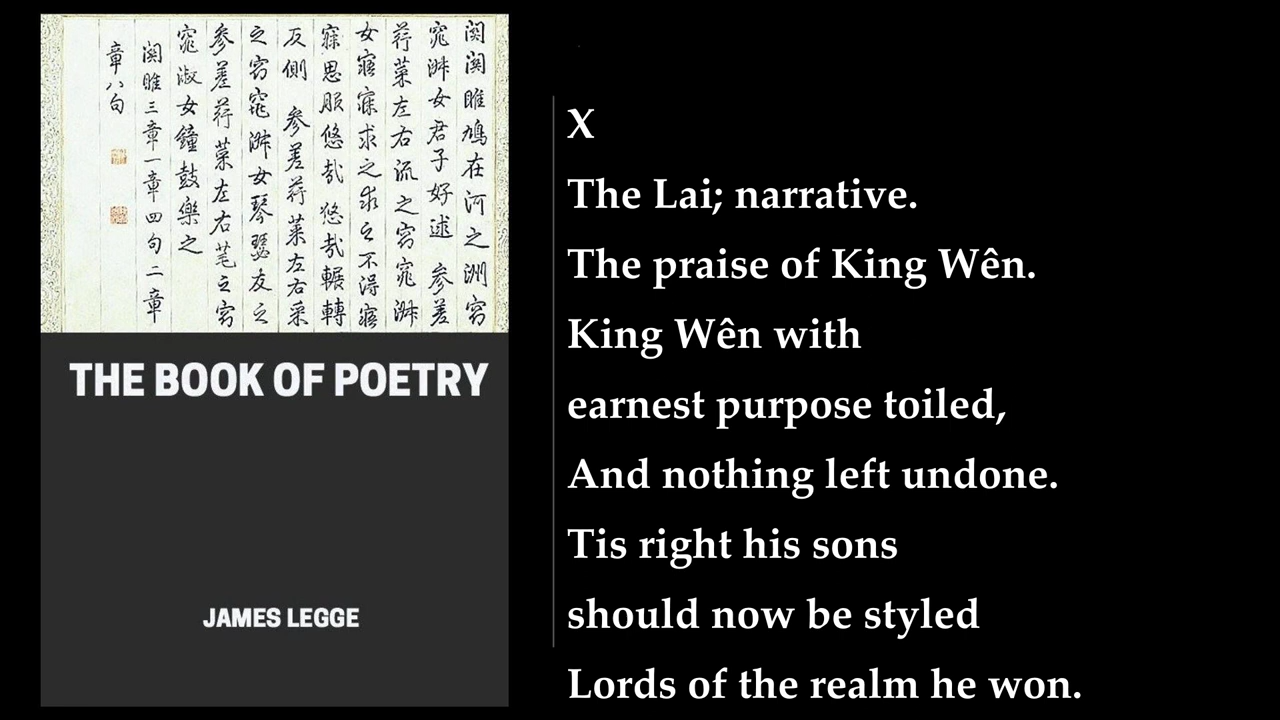 關關雎鳩在河之洲窈
窕淑女君子好逑 參差
荇菜左右流之窈窕淑
女寤寐求之求之不得寤
寐思服悠哉悠哉輾轉
反側 參差荇菜左右采
之窈窕淑女琴瑟友之
參差荇菜左右芼之窈
窕淑女鐘鼓樂之
關雎三章一章四句二章
章八句
THE BOOK OF POETRY
JAMES LEGGE
X
The Lai; narrative.
The praise of King Wên.
King Wên with
earnest purpose toiled,
And nothing left undone.
Tis right his sons
should now be styled
Lords of the realm he won.